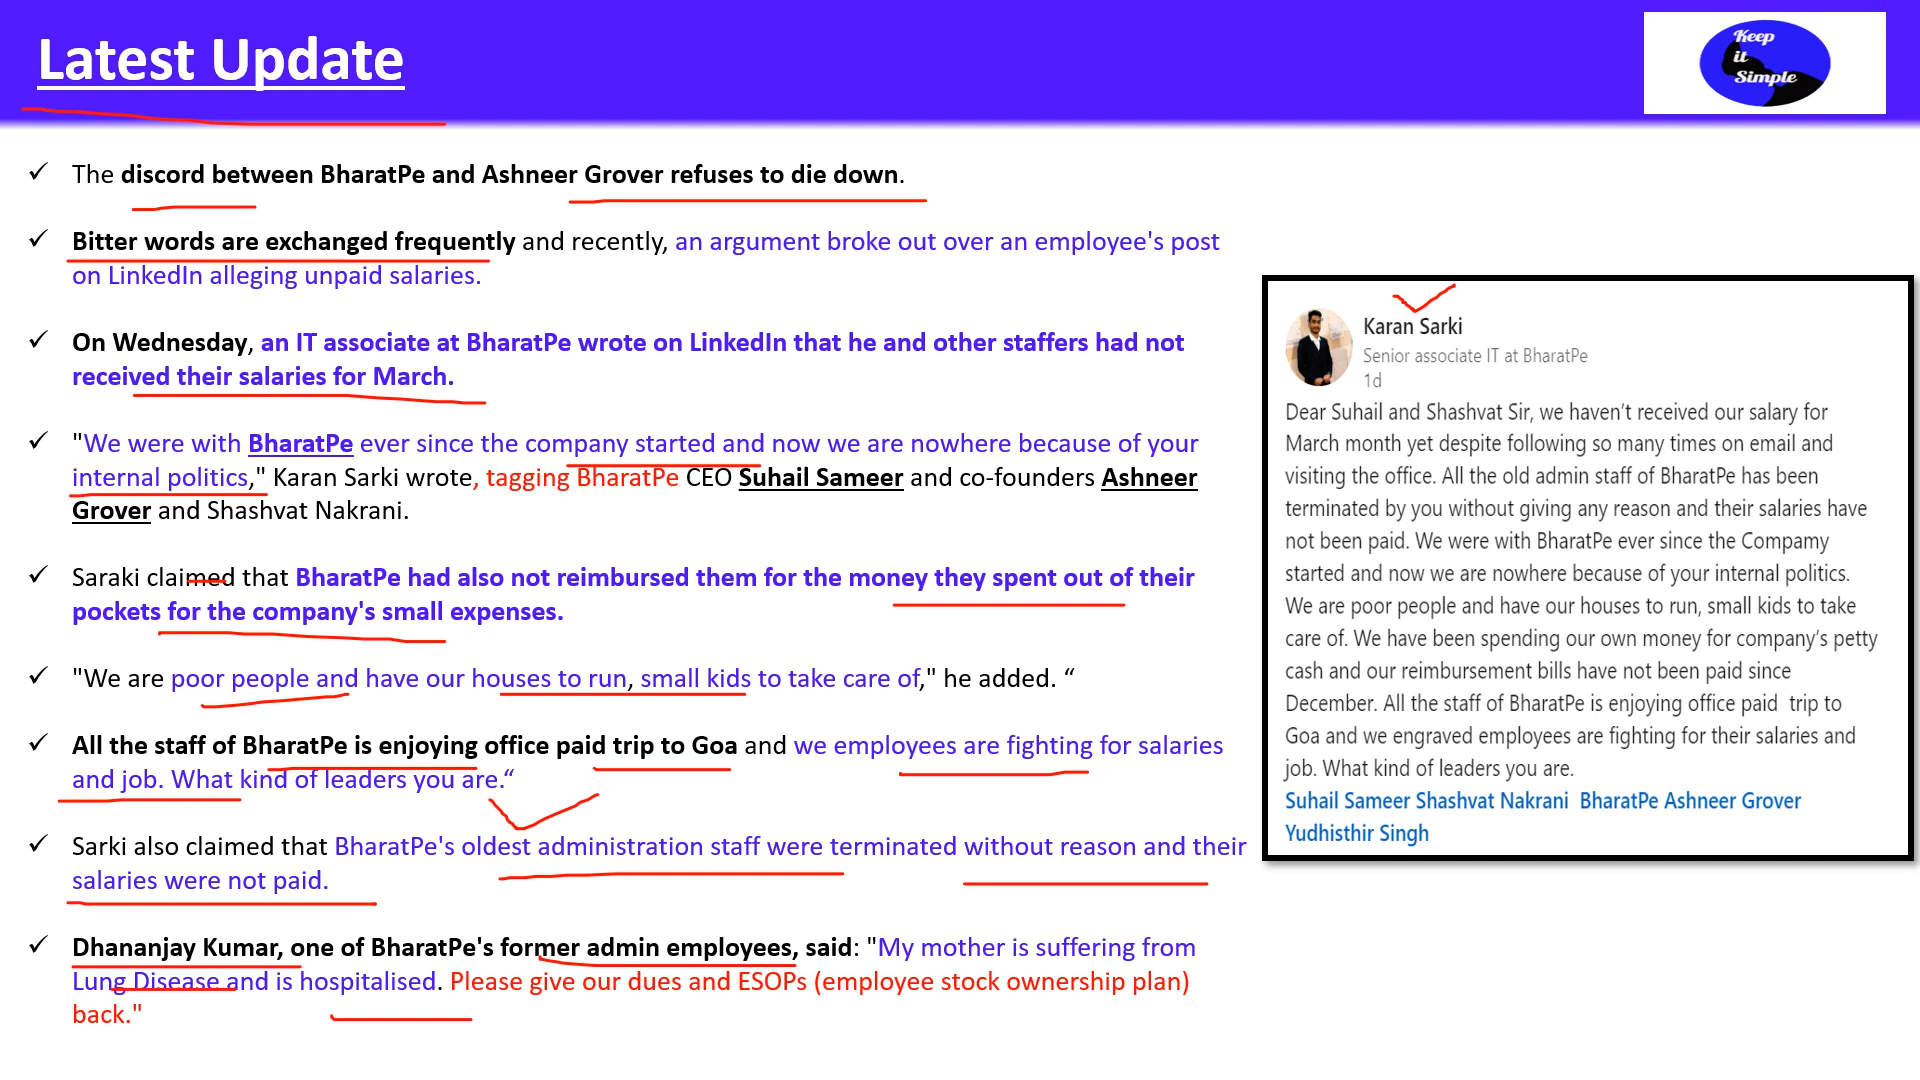 Latest Update
Keep
it
Simple
✓ The discord between BharatPe and Ashneer Grover refuses to die down.
✓ Bitter words are exchanged frequently and recently, an argument broke out over an employee's post
on LinkedIn alleging unpaid salaries.
✓ On Wednesday, an IT associate at BharatPe wrote on LinkedIn that he and other staffers had not
received their salaries for March.
✓ "We were with BharatPe ever since the company started and now we are nowhere because of your
internal politics," Karan Sarki wrote, tagging BharatPe CEO Suhail Sameer and co-founders Ashneer
Grover and Shashvat Nakrani.
✓ Saraki claimed that BharatPe had also not reimbursed them for the money they spent out of their
pockets for the company's small expenses.
✓ "We are poor people and have our houses to run, small kids to take care of," he added. “
✓ All the staff of BharatPe is enjoying office paid trip to Goa and we employees are fighting for salaries
and job. What kind of leaders you are.“
✓ Sarki also claimed that BharatPe's oldest administration staff were terminated without reason and their
salaries were not paid.
✓ Dhananjay Kumar, one of BharatPe's former admin employees, said: "My mother is suffering from
Lung Disease and is hospitalised. Please give our dues and ESOPs (employee stock ownership plan)
back."
Karan Sarki
Senior associate IT at BharatPe
1d
Dear Suhail and Shashvat Sir, we haven’t received our salary for
March month yet despite following so many times on email and
visiting the office. All the old admin staff of BharatPe has been
terminated by you without giving any reason and their salaries have
not been paid. We were with BharatPe ever since the Compamy
started and now we are nowhere because of your internal politics.
We are poor people and have our houses to run, small kids to take
care of. We have been spending our own money for company’s petty
cash and our reimbursement bills have not been paid since
December. All the staff of BharatPe is enjoying office paid trip to
Goa and we engraved employees are fighting for their salaries and
job. What kind of leaders you are.
Suhail Sameer Shashvat Nakrani BharatPe Ashneer Grover
Yudhisthir Singh